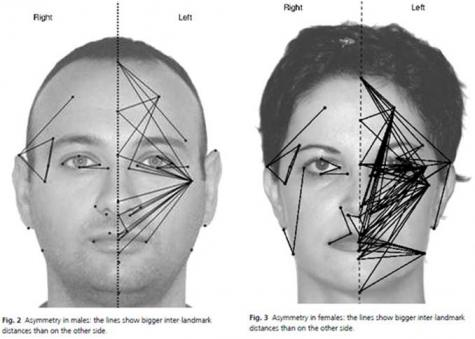 Right Left
Right Left
Fig. 2 Asymmetry in males: the lines show bigger inter landmark
distances than on the other side.
Fig. 3 Asymmetry in females: the lines show bigger inter landmark
distances than on the other side.